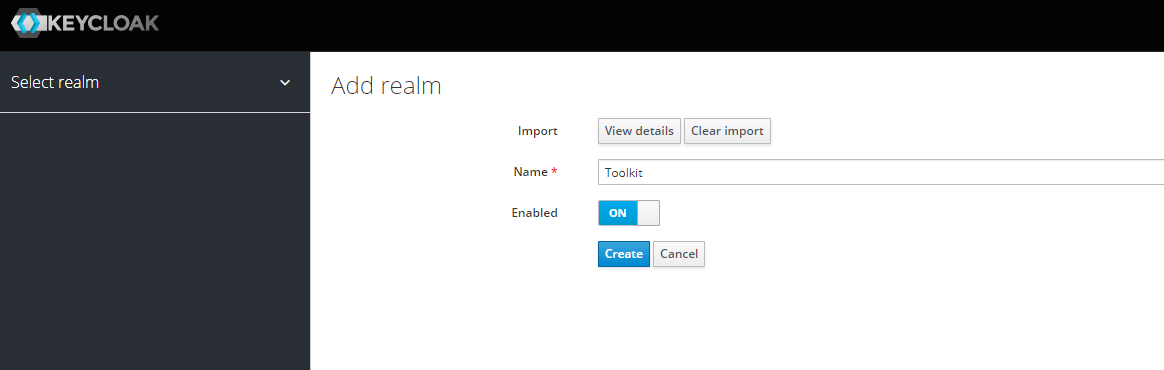 KEYCLOAK
Select realm
Add realm
Import View details Clear import
Name * Toolkit
Enabled ON
Create Cancel